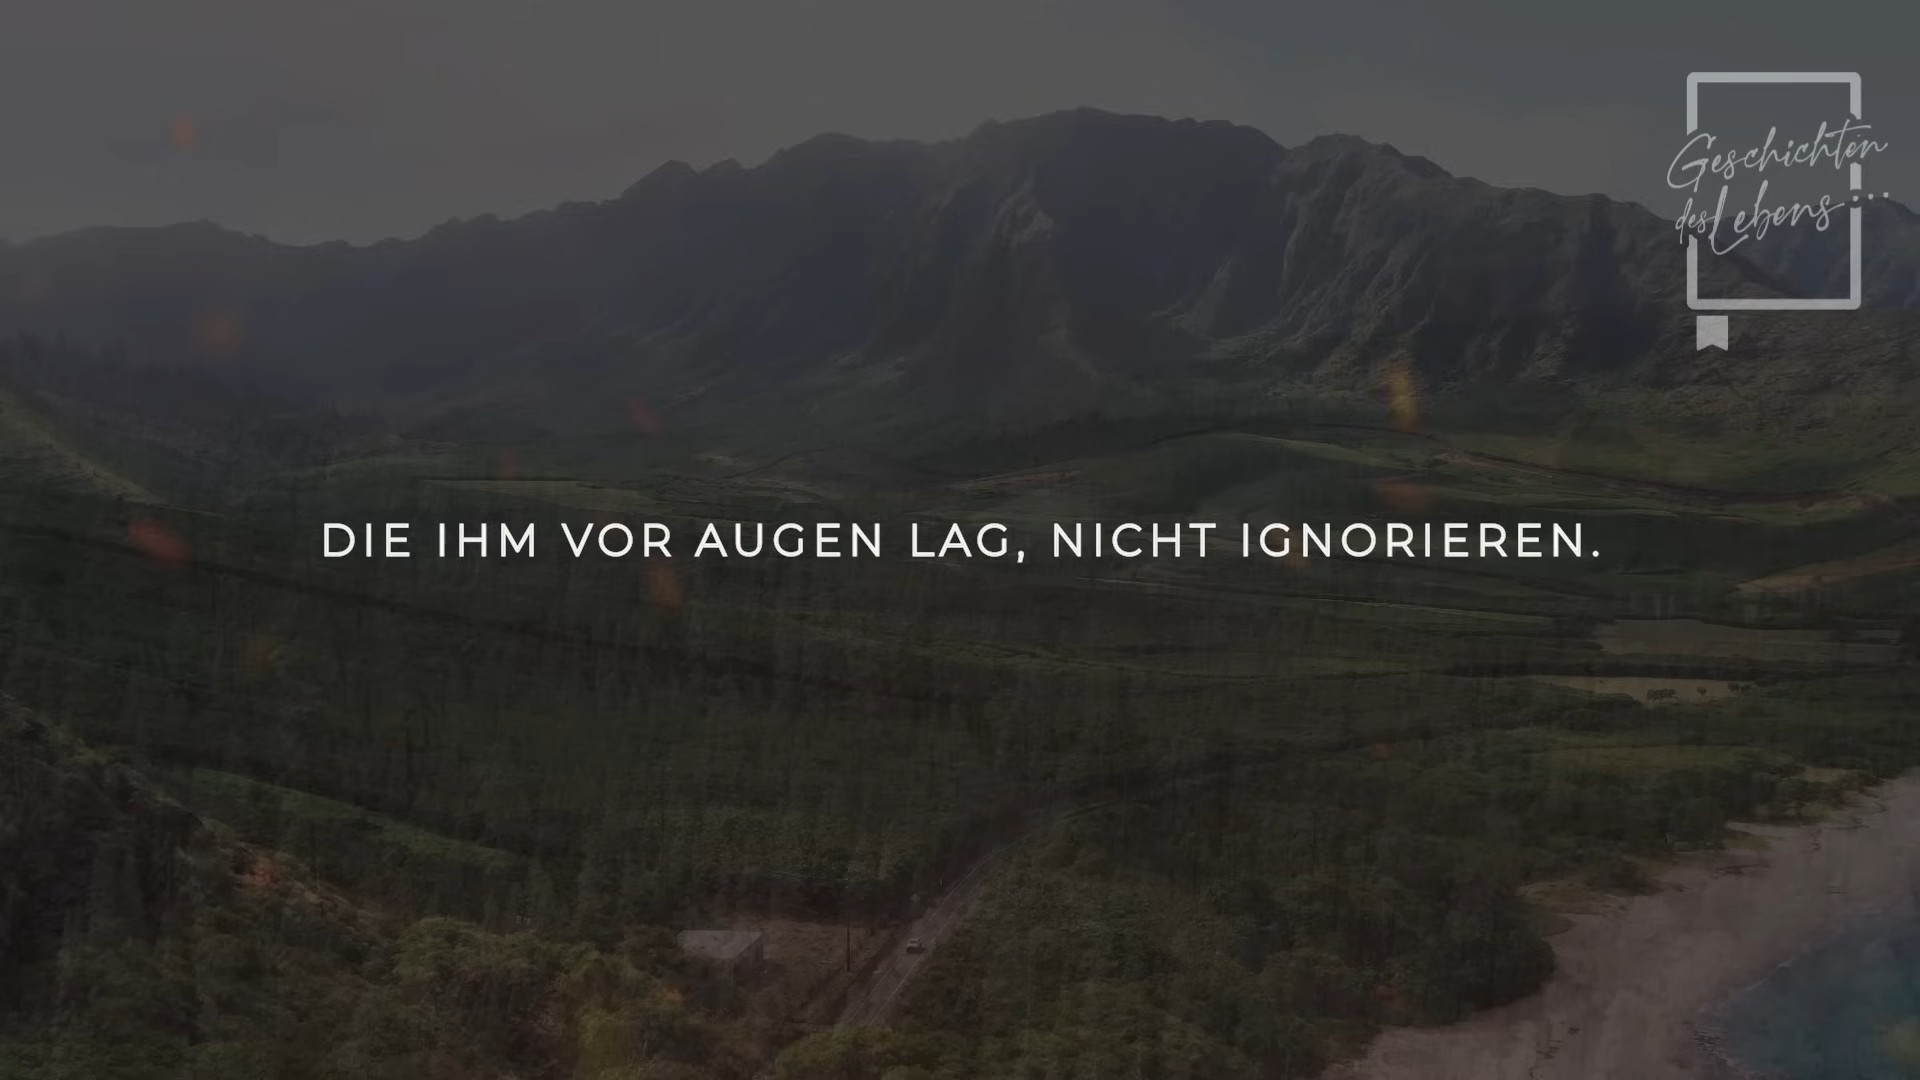 Geschichten
des Lebens...
DIE IHM VOR AUGEN LAG, NICHT IGNORIEREN.